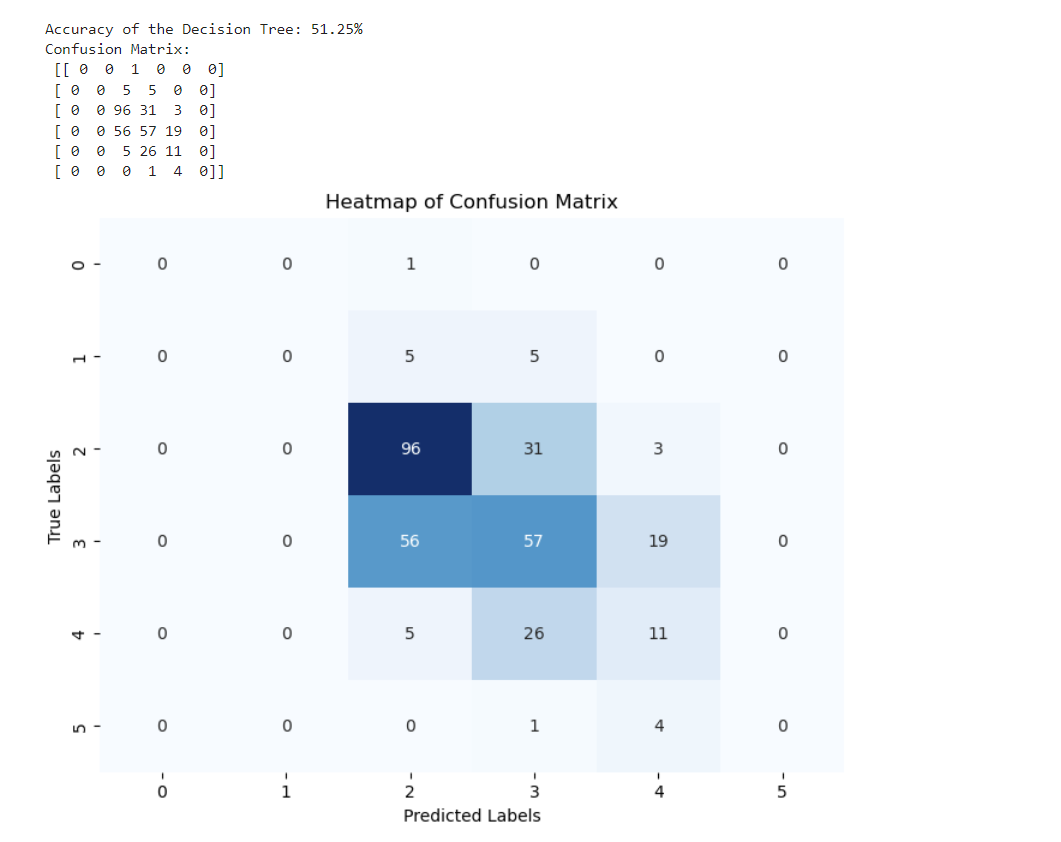 Accuracy of the Decision Tree: 51.25%
Confusion Matrix:
[[ 0  0  1  0  0  0]
[ 0  0  5  5  0  0]
[ 0  0 96 31  3  0]
[ 0  0 56 57 19  0]
[ 0  0  5 26 11  0]
[ 0  0  0  1  4  0]]
Heatmap of Confusion Matrix
0 0 0 1 0 0 0
1 0 0 5 5 0 0
2 0 0 96 31 3 0
True Labels
3 0 0 56 57 19 0
4 0 0 5 26 11 0
5 0 0 0 1 4 0
0 1 2 3 4 5
Predicted Labels